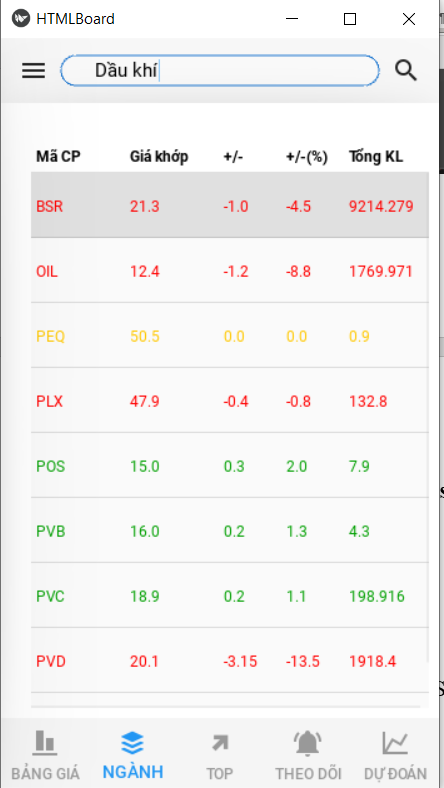 HTMLBoard
Dầu khí
Mã CP Giá khớp +/- +/-(%) Tổng KL
BSR 21.3 -1.0 -4.5 9214.279
OIL 12.4 -1.2 -8.8 1769.971
PEQ 50.5 0.0 0.0 0.9
PLX 47.9 -0.4 -0.8 132.8
POS 15.0 0.3 2.0 7.9
PVB 16.0 0.2 1.3 4.3
PVC 18.9 0.2 1.1 198.916
PVD 20.1 -3.15 -13.5 1918.4
BẢNG GIÁ NGÀNH TOP THEO DÕI DỰ ĐOÁN